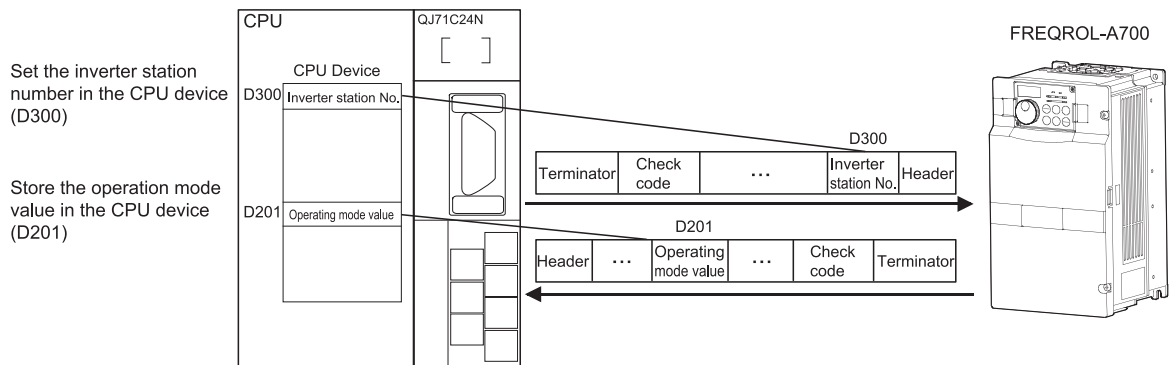 CPU
QJ71C24N
FREQROL-A700
Set the inverter station
number in the CPU device
(D300)
CPU Device
D300
Inverter station No.
D300
Terminator
Check
code
...
Inverter
station No.
Header
Store the operation mode
value in the CPU device
(D201)
D201
Operating mode value
D201
Header
...
Operating
mode value
...
Check
code
Terminator